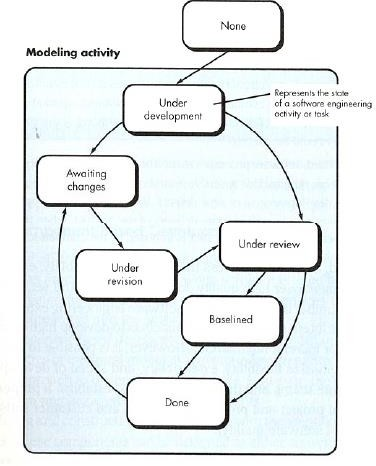 None
Modeling activity
Under
development
Represents the state
of a software engineering
activity or task
Awaiting
changes
Under
revision
Under review
Baselined
Done